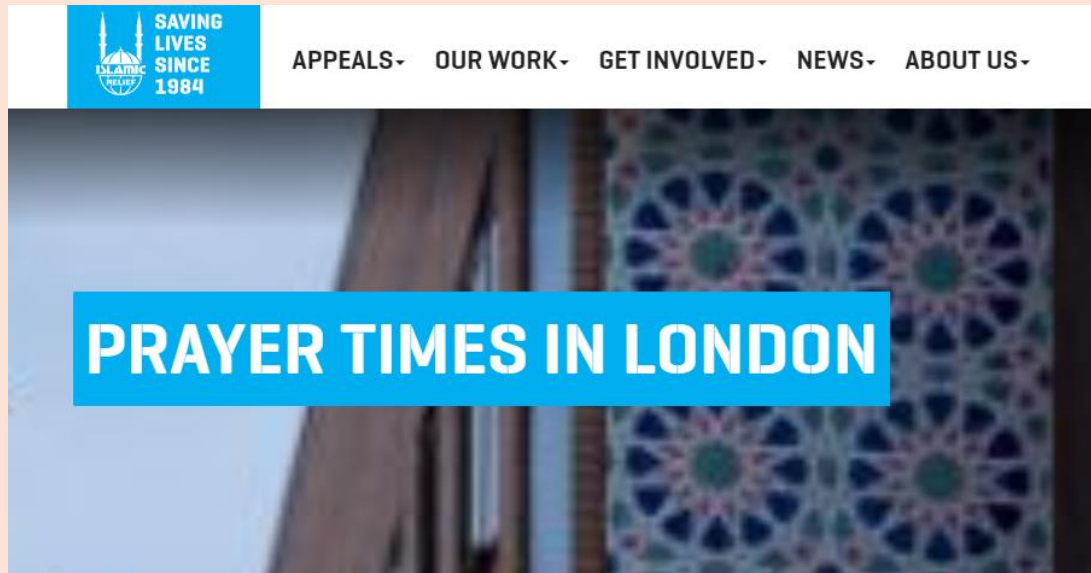 SAVING
LIVES
SINCE
1984
ISLAMIC
RELIEF
APPEALS OUR WORK GET INVOLVED NEWS ABOUT US
PRAYER TIMES IN LONDON